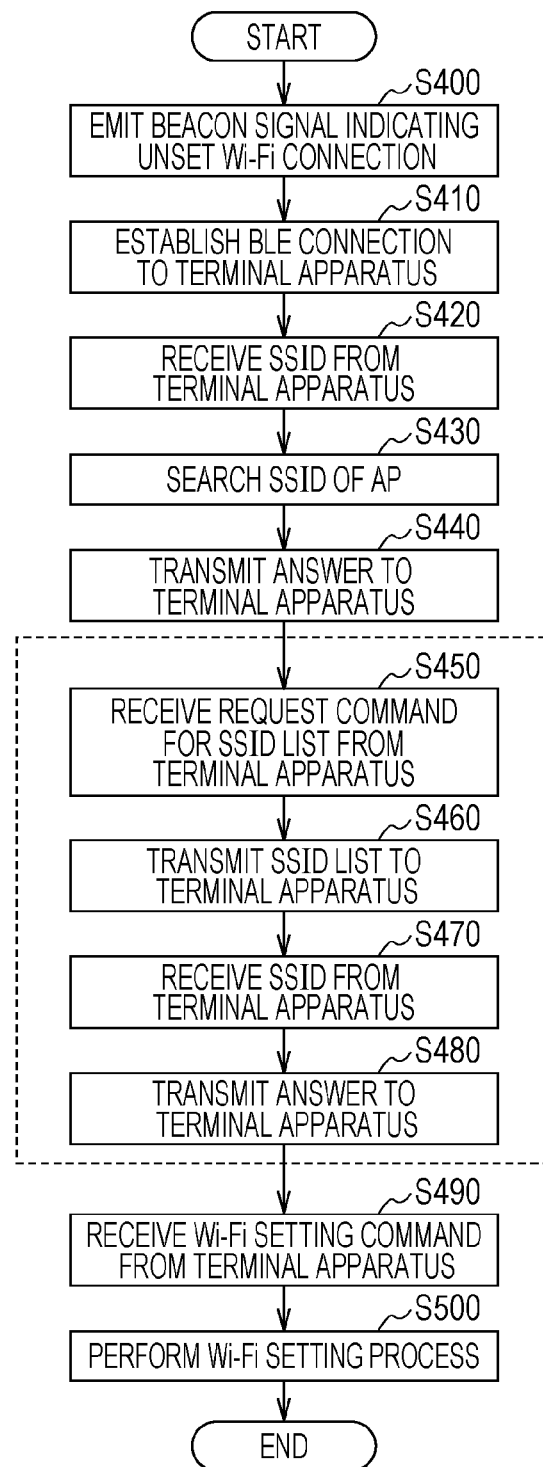 START
S400
EMIT BEACON SIGNAL INDICATING
UNSET Wi-Fi CONNECTION
S410
ESTABLISH BLE CONNECTION
TO TERMINAL APPARATUS
S420
RECEIVE SSID FROM
TERMINAL APPARATUS
S430
SEARCH SSID OF AP
S440
TRANSMIT ANSWER TO
TERMINAL APPARATUS
S450
RECEIVE REQUEST COMMAND
FOR SSID LIST FROM
TERMINAL APPARATUS
S460
TRANSMIT SSID LIST TO
TERMINAL APPARATUS
S470
RECEIVE SSID FROM
TERMINAL APPARATUS
S480
TRANSMIT ANSWER TO
TERMINAL APPARATUS
S490
RECEIVE Wi-Fi SETTING COMMAND
FROM TERMINAL APPARATUS
S500
PERFORM Wi-Fi SETTING PROCESS
END